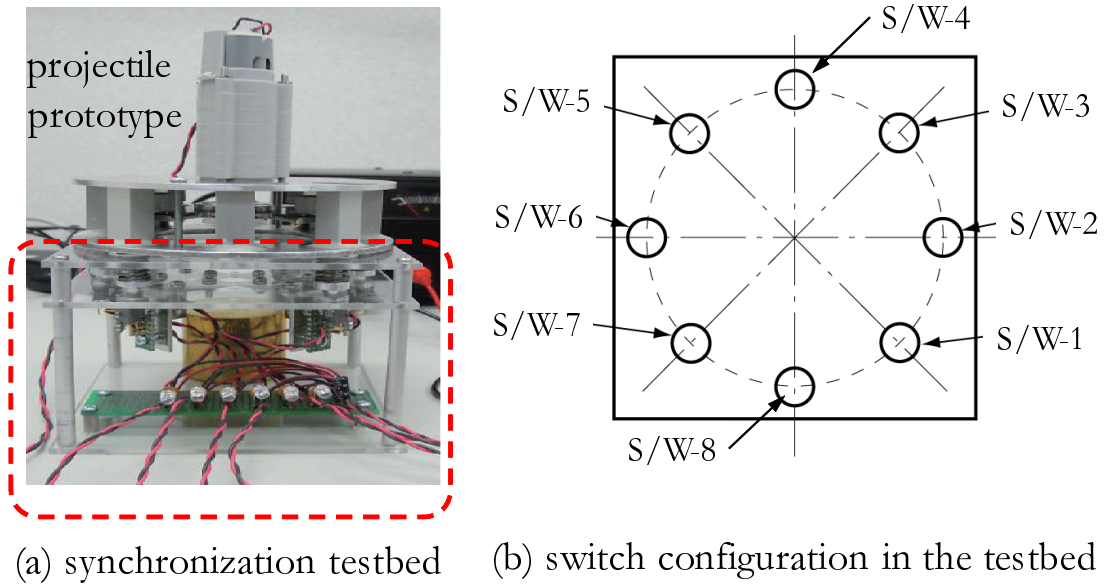 projectile
prototype
S/W-4
S/W-5
S/W-3
S/W-6
S/W-2
S/W-7
S/W-1
S/W-8
(a) synchronization testbed
(b) switch configuration in the testbed